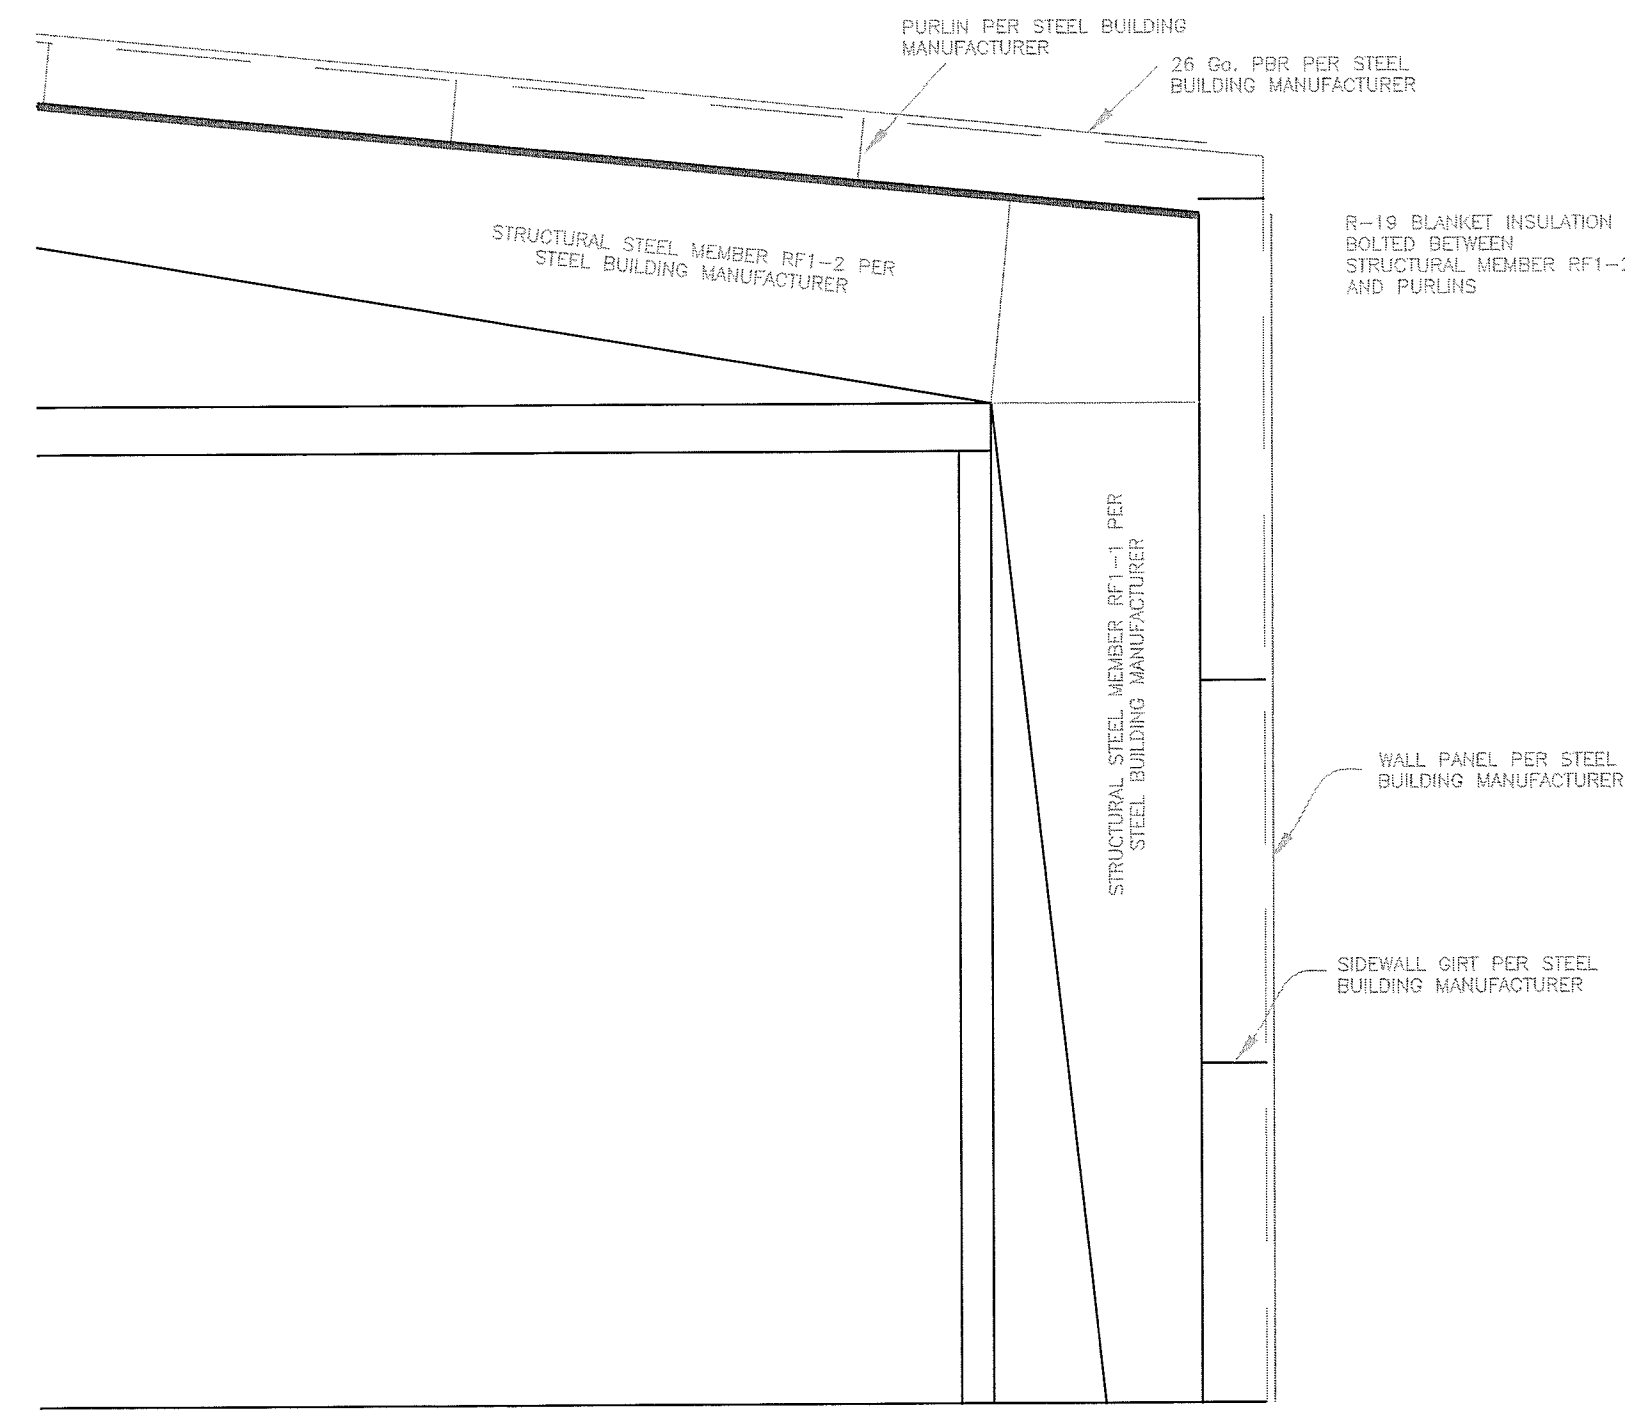 PURLIN PER STEEL BUILDING
MANUFACTURER
26 Ga. PBR PER STEEL
BUILDING MANUFACTURER
R-19 BLANKET INSULATION
BOLTED BETWEEN
STRUCTURAL MEMBER RF1-2
AND PURLINS
STRUCTURAL STEEL MEMBER RF1-2 PER
STEEL BUILDING MANUFACTURER
STRUCTURAL STEEL MEMBER RF1-1 PER
STEEL BUILDING MANUFACTURER
WALL PANEL PER STEEL
BUILDING MANUFACTURER
SIDEWALL GIRT PER STEEL
BUILDING MANUFACTURER